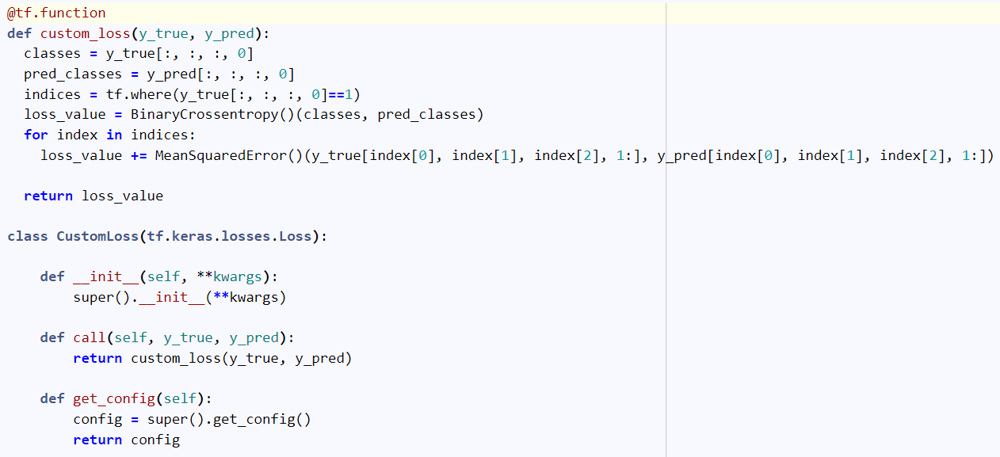 @tf.function
def custom_loss(y_true, y_pred):
  classes = y_true[:, :, :, 0]
  pred_classes = y_pred[:, :, :, 0]
  indices = tf.where(y_true[:, :, :, 0]==1)
  loss_value = BinaryCrossentropy()(classes, pred_classes)
  for index in indices:
    loss_value += MeanSquaredError()(y_true[index[0], index[1], index[2], 1:], y_pred[index[0], index[1], index[2], 1:])
  return loss_value
class CustomLoss(tf.keras.losses.Loss):
    def __init__(self, **kwargs):
        super().__init__(**kwargs)
    def call(self, y_true, y_pred):
        return custom_loss(y_true, y_pred)
    def get_config(self):
        config = super().get_config()
        return config